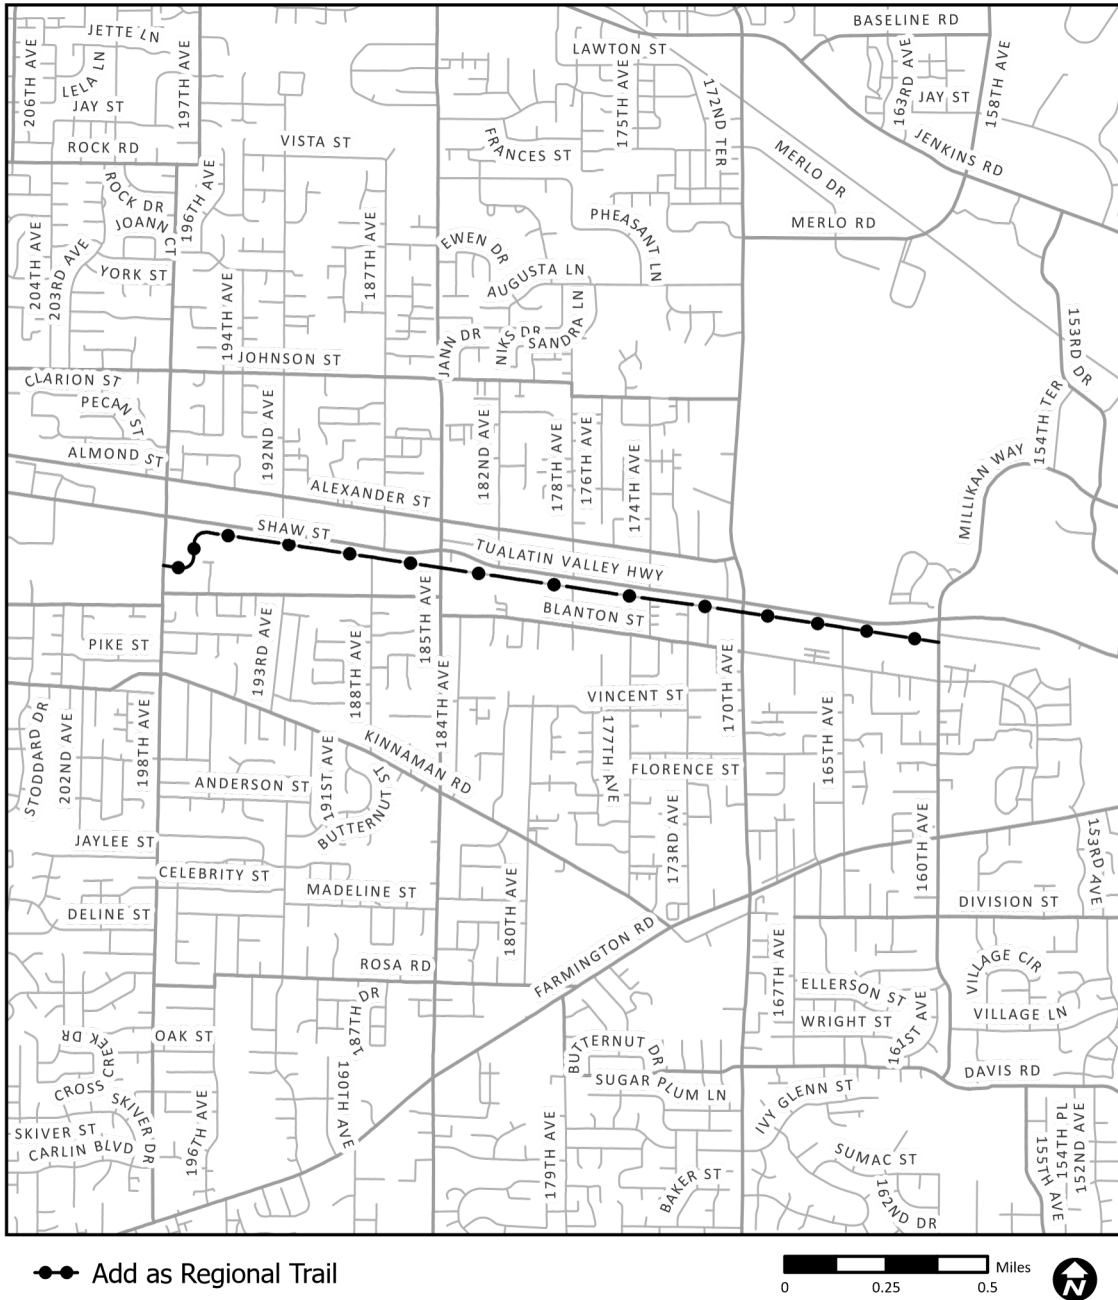 JETTE LN
BASELINE RD
LAWTON ST
206TH AVE
LELA LN
197TH AVE
175TH AVE
172ND TER
163RD AVE
158TH AVE
JAY ST
JAY ST
ROCK RD
VISTA ST
FRANCES ST
MERLO DR
JENKINS RD
ROCK DR
JOANN CT
196TH AVE
187TH AVE
PHEASANT LN
MERLO RD
204TH AVE
203RD AVE
YORK ST
EWEN DR
AUGUSTA LN
194TH AVE
JANN DR
NIKS DR
SANDRA LN
153RD DR
JOHNSON ST
CLARION ST
PECAN ST
154TH TER
192ND AVE
182ND AVE
178TH AVE
176TH AVE
174TH AVE
ALMOND ST
MILLIKAN WAY
ALEXANDER ST
SHAW ST
TUALATIN VALLEY HWY
185TH AVE
BLANTON ST
PIKE ST
193RD AVE
188TH AVE
184TH AVE
170TH AVE
VINCENT ST
STODDARD DR
202ND AVE
198TH AVE
KINNAMAN RD
177TH AVE
165TH AVE
ANDERSON ST
191ST AVE
BUTTERNUT ST
FLORENCE ST
173RD AVE
160TH AVE
153RD AVE
JAYLEE ST
CELEBRITY ST
MADELINE ST
180TH AVE
DELINE ST
DIVISION ST
FARMINGTON RD
ROSA RD
167TH AVE
ELLERSON ST
VILLAGE CIR
WRIGHT ST
161ST AVE
VILLAGE LN
187TH DR
OAK ST
CROSS CREEK DR
BUTTERNUT DR
SUGAR PLUM LN
DAVIS RD
190TH AVE
IVY GLENN ST
SKIVER DR
SKIVER ST
CARLIN BLVD
196TH AVE
179TH AVE
BAKER ST
SUMAC ST
162ND DR
155TH AVE
154TH PL
152ND AVE
Add as Regional Trail
Miles
0 0.25 0.5
N